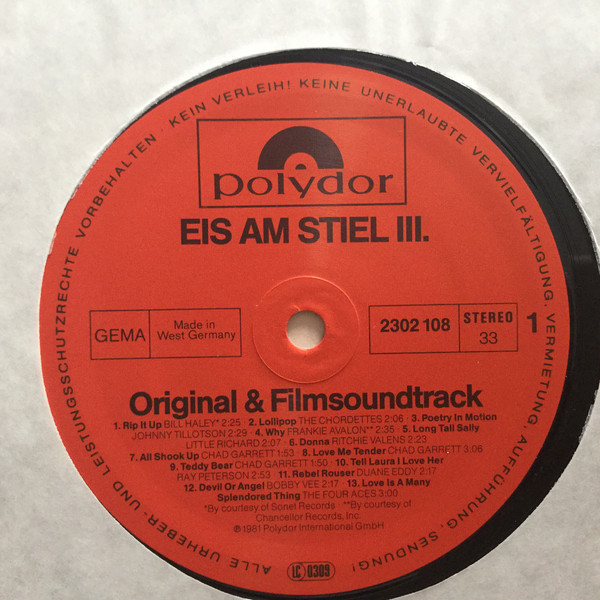 ALLE URHEBER- UND LEISTUNGSSCHUTZRECHTE VORBEHALTEN · KEIN VERLEIH! KEINE UNERLAUBTE VERVIELFÄLTIGUNG, VERMIETUNG, AUFFÜHRUNG, SENDUNG!
polydor
EIS AM STIEL III.
GEMA
Made in
West Germany
2302 108
STEREO
33
1
Original & Filmsoundtrack
1. Rip It Up BILL HALEY* 2:25 · 2. Lollipop THE CHORDETTES 2:06 · 3. Poetry In Motion
JOHNNY TILLOTSON 2:29 · 4. Why FRANKIE AVALON** 2:35 · 5. Long Tall Sally
LITTLE RICHARD 2:07 · 6. Donna RITCHIE VALENS 2:23
7. All Shook Up CHAD GARRETT 1:53 · 8. Love Me Tender CHAD GARRETT 3:06
9. Teddy Bear CHAD GARRETT 1:50 · 10. Tell Laura I Love Her
RAY PETERSON 2:53 · 11. Rebel Rouser DUANE EDDY 2:17
12. Devil Or Angel BOBBY VEE 2:17 · 13. Love Is A Many
Splendored Thing THE FOUR ACES 3:00
*By courtesy of Sonet Records · **By courtesy of
Chancellor Records, Inc.
℗1981 Polydor International GmbH
LC 0309